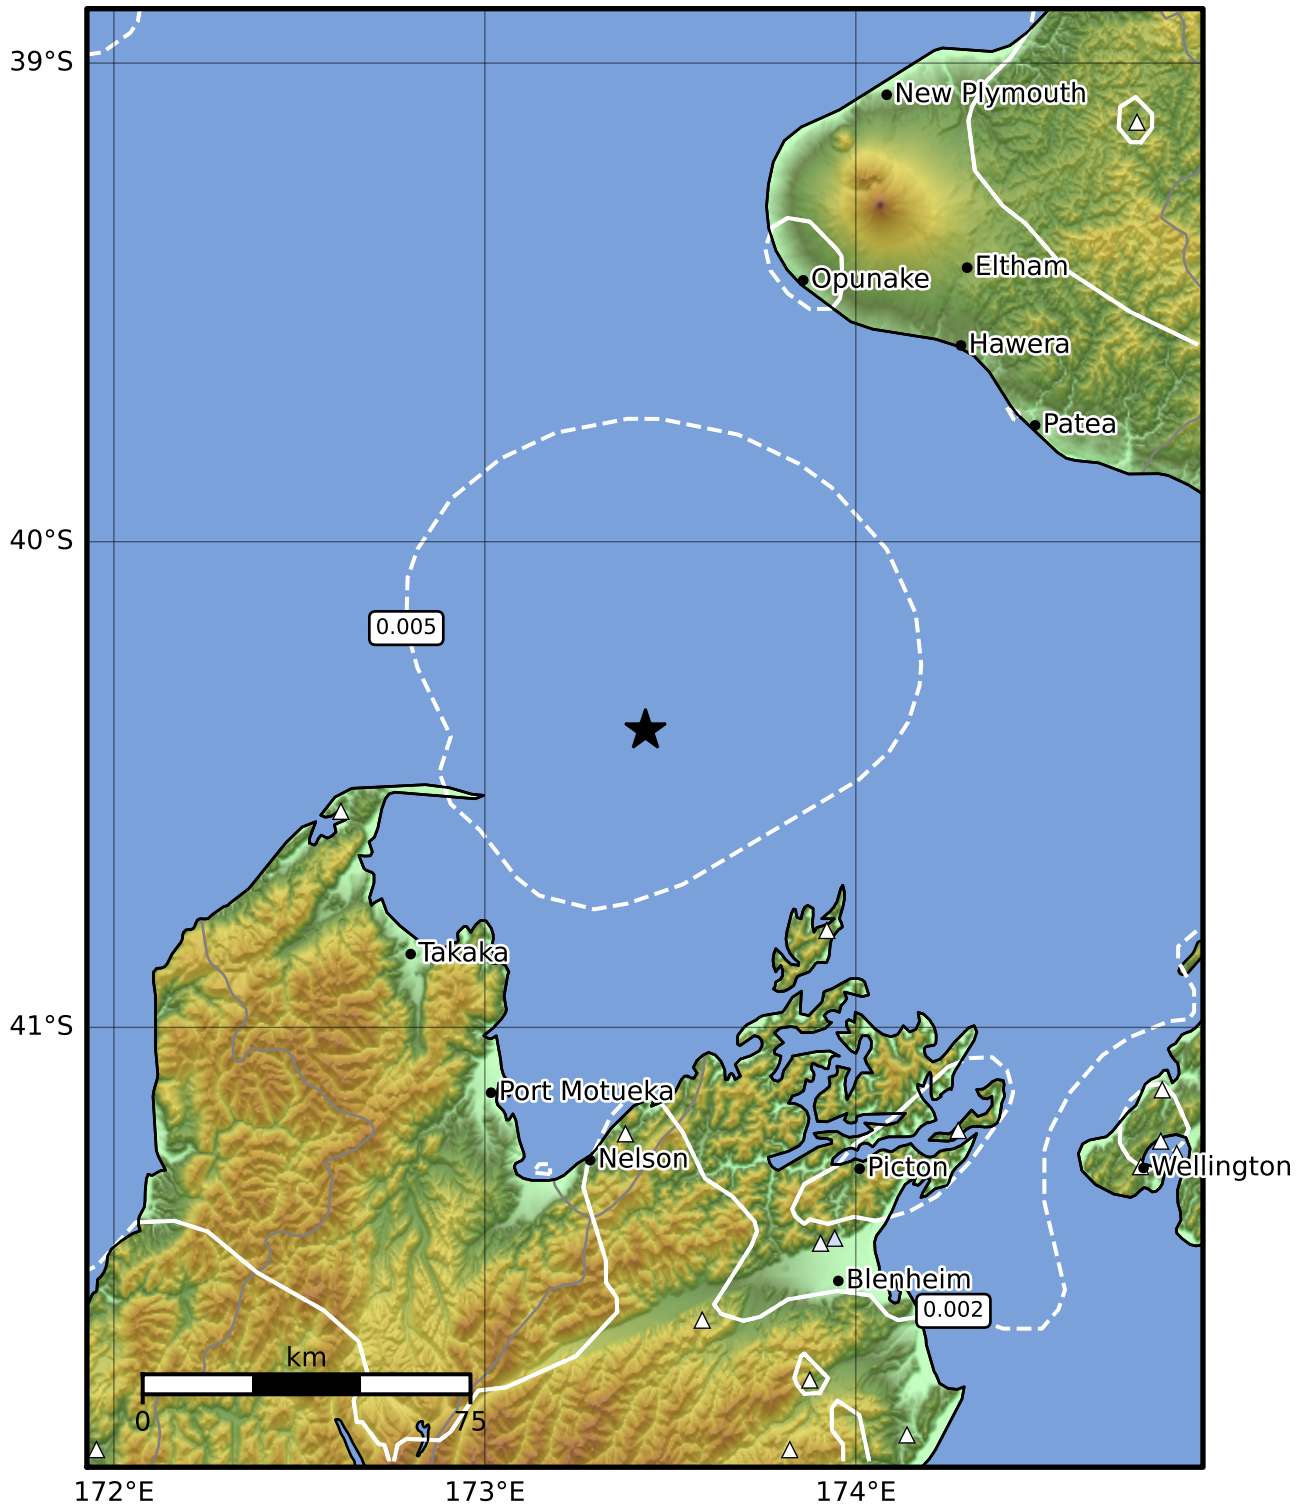 39°S
New Plymouth
Opunake
Eltham
Hawera
Patea
40°S
0.005
Takaka
41°S
Port Motueka
Nelson
Picton
Wellington
Blenheim
0.002
km
0
75
172°E
173°E
174°E